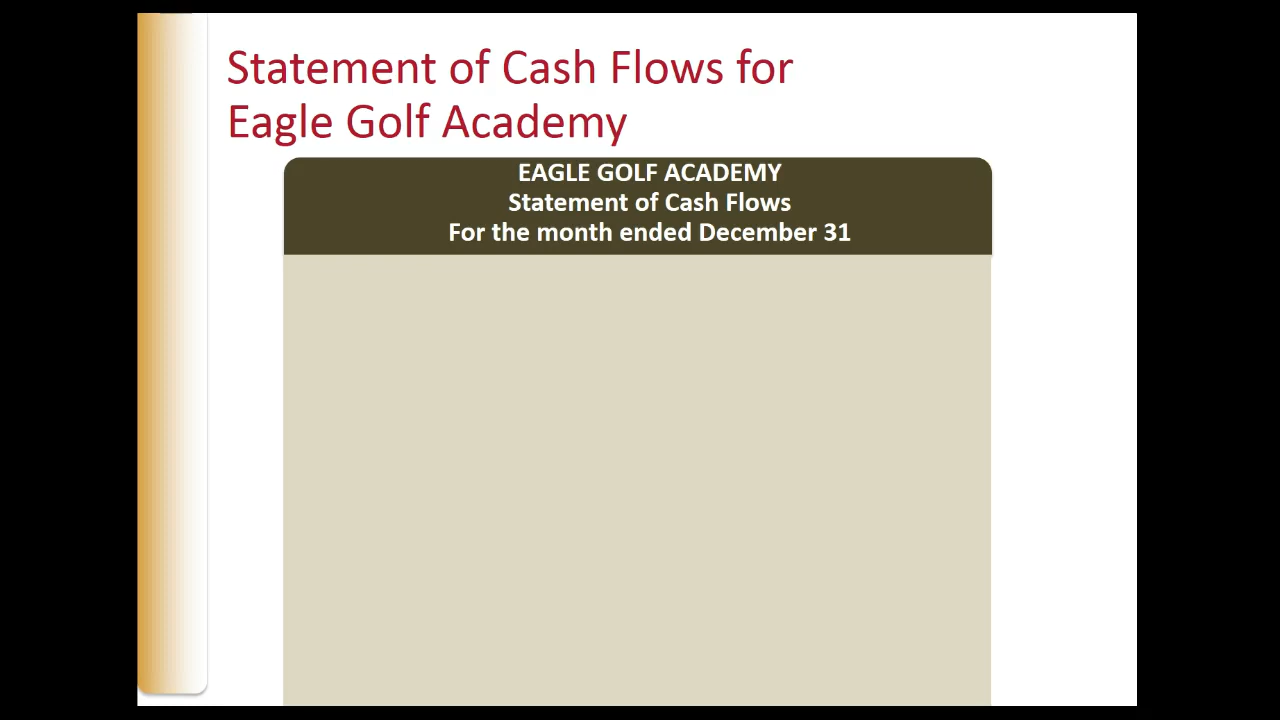 Statement of Cash Flows for
Eagle Golf Academy
EAGLE GOLF ACADEMY
Statement of Cash Flows
For the month ended December 31